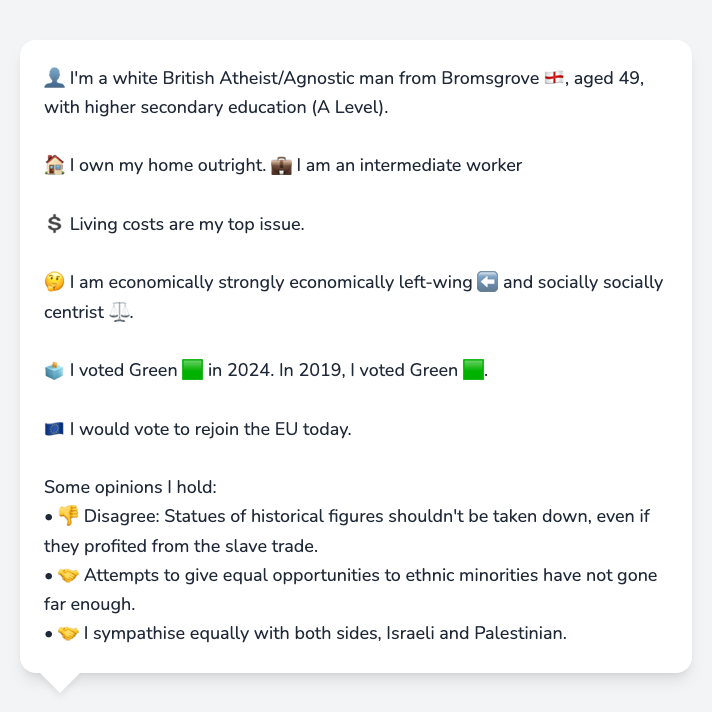 👤 I'm a white British Atheist/Agnostic man from Bromsgrove 🏴󠁧󠁢󠁥󠁮󠁧󠁿, aged 49,
with higher secondary education (A Level).
🏠 I own my home outright. 💼 I am an intermediate worker
💲 Living costs are my top issue.
🤔 I am economically strongly economically left-wing ⬅️ and socially socially
centrist ⚖️.
🗳️ I voted Green 🟩 in 2024. In 2019, I voted Green 🟩.
🇪🇺 I would vote to rejoin the EU today.
Some opinions I hold:
• 👎 Disagree: Statues of historical figures shouldn't be taken down, even if
they profited from the slave trade.
• 🤝 Attempts to give equal opportunities to ethnic minorities have not gone
far enough.
• 🤝 I sympathise equally with both sides, Israeli and Palestinian.